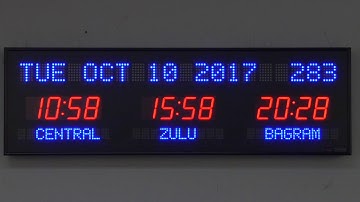 TUE OCT 10 2017 283
10:58 15:58 20:28
CENTRAL ZULU BAGRAM